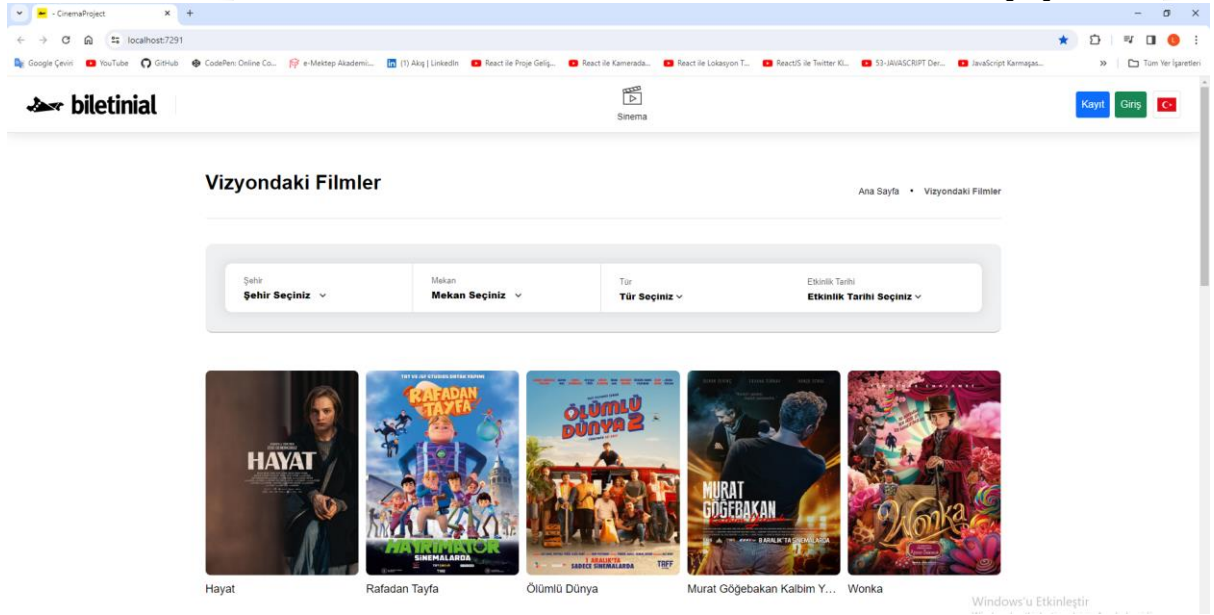 - CinemaProject
localhost:7291
Google Çeviri YouTube GitHub CodePen: Online Co... e-Mektep Akademi... (1) Akış | LinkedIn React ile Proje Geliş... React ile Kamerada... React ile Lokasyon T... ReactJS ile Twitter Kl... 53-JAVASCRIPT Der... JavaScript Karmaşas... » Tüm Yer İşaretleri
biletinial
Sinema
Kayıt Giriş
Vizyondaki Filmler
Ana Sayfa • Vizyondaki Filmler
Şehir Mekan Tür Etkinlik Tarihi
Şehir Seçiniz Mekan Seçiniz Tür Seçiniz Etkinlik Tarihi Seçiniz
HAYAT
RAFADAN
TAYFA
HAYRİMATOR
SİNEMALARDA
ÖLÜMLÜ
DÜNYA 2
1 ARALIK'TA
SADECE SİNEMALARDA
TAFF
MURAT
GÖĞEBAKAN
8 ARALIK'TA SİNEMALARDA
Wonka
Hayat Rafadan Tayfa Ölümlü Dünya Murat Göğebakan Kalbim Y... Wonka
Windows'u Etkinleştir